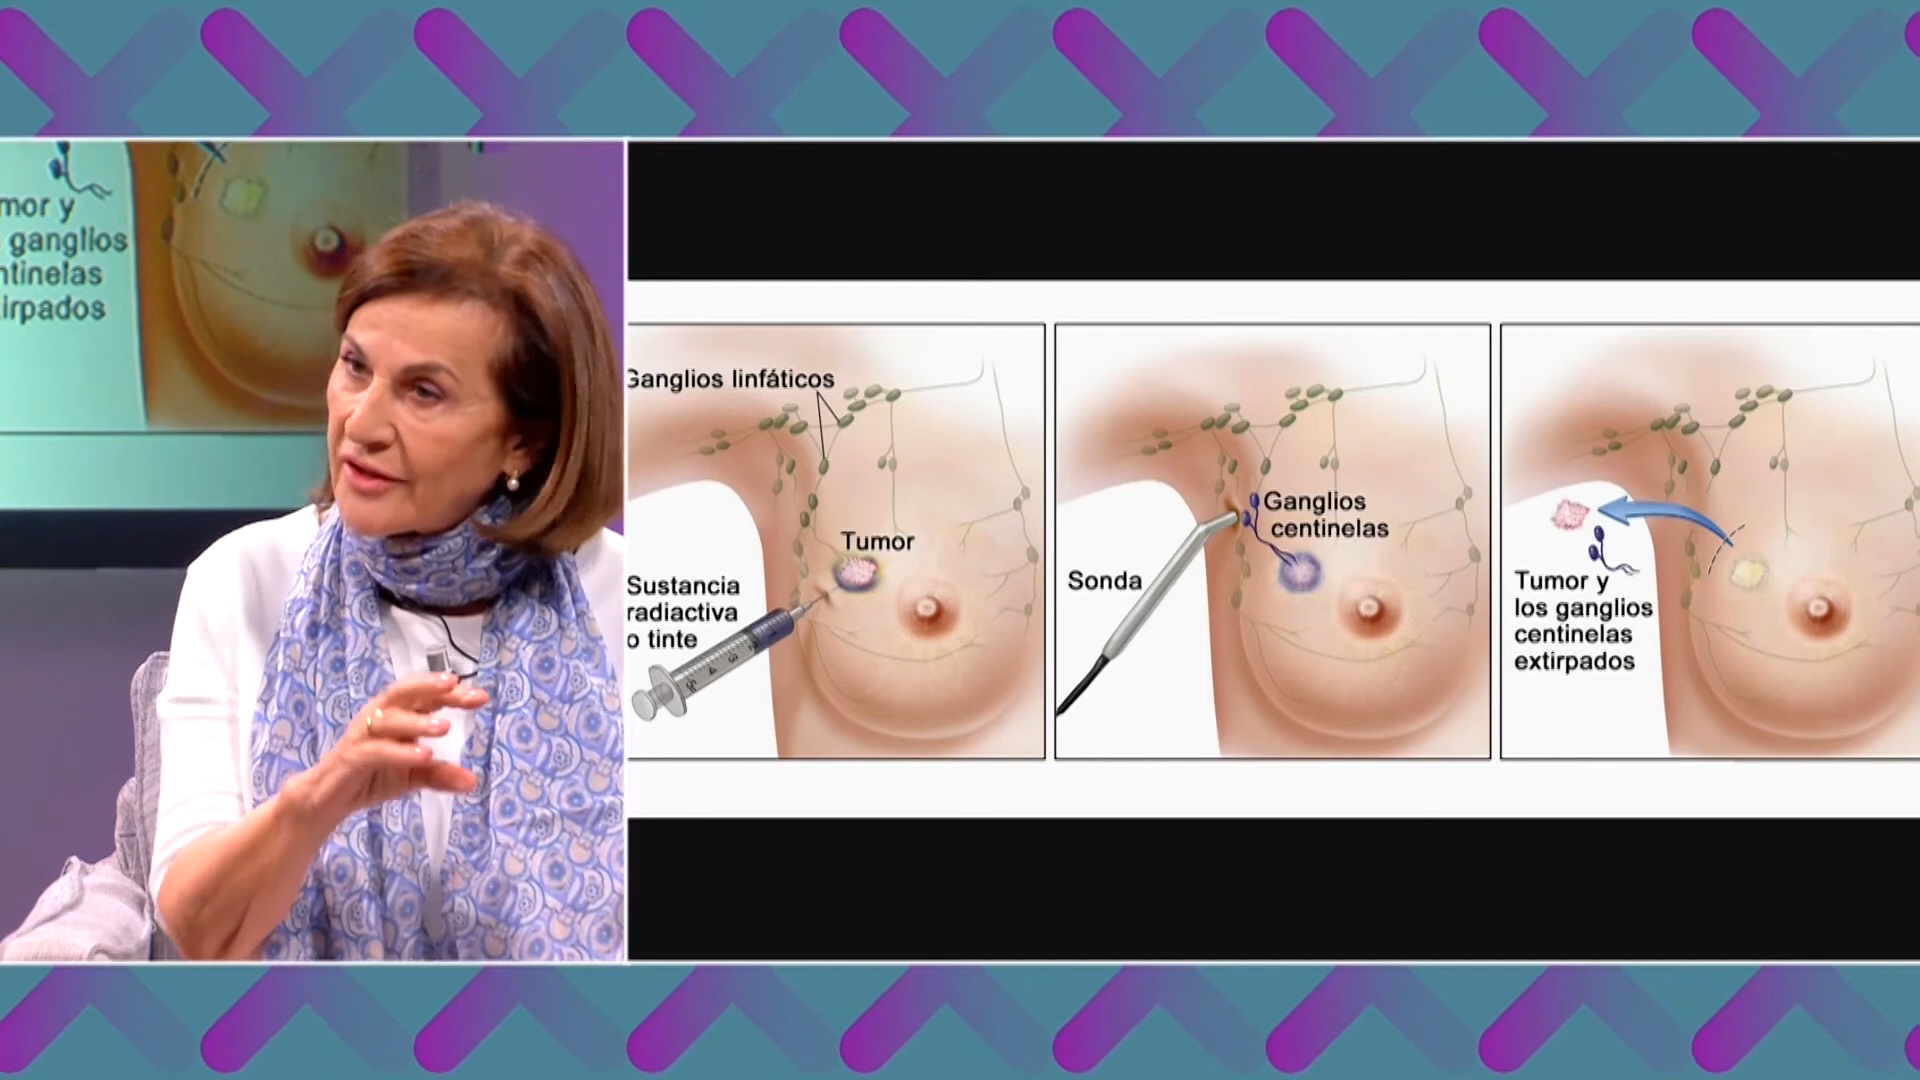 mor y
ganglios
ntinelas
irpados
Ganglios linfáticos
Tumor
Sustancia
radiactiva
o tinte
Ganglios
centinelas
Sonda
Tumor y
los ganglios
centinelas
extirpados